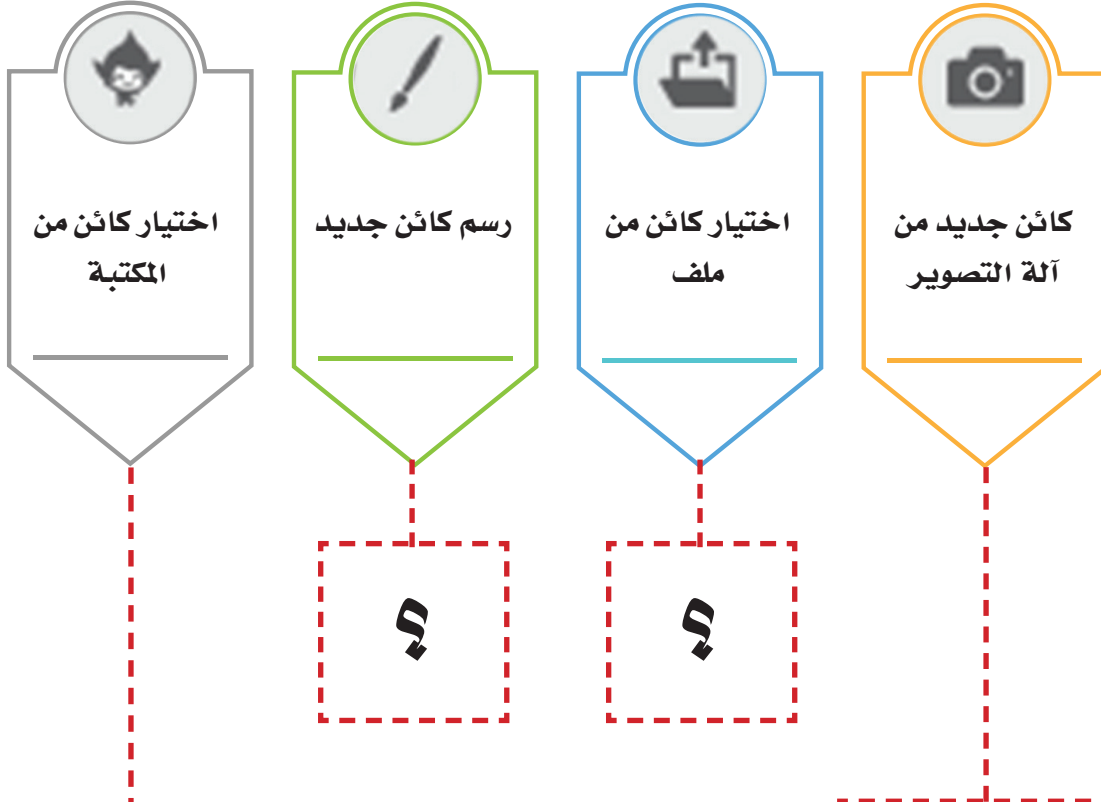 كائن جديد من
آلة التصوير
اختيار كائن من
ملف
رسم كائن جديد
اختيار كائن من
المكتبة
؟
؟